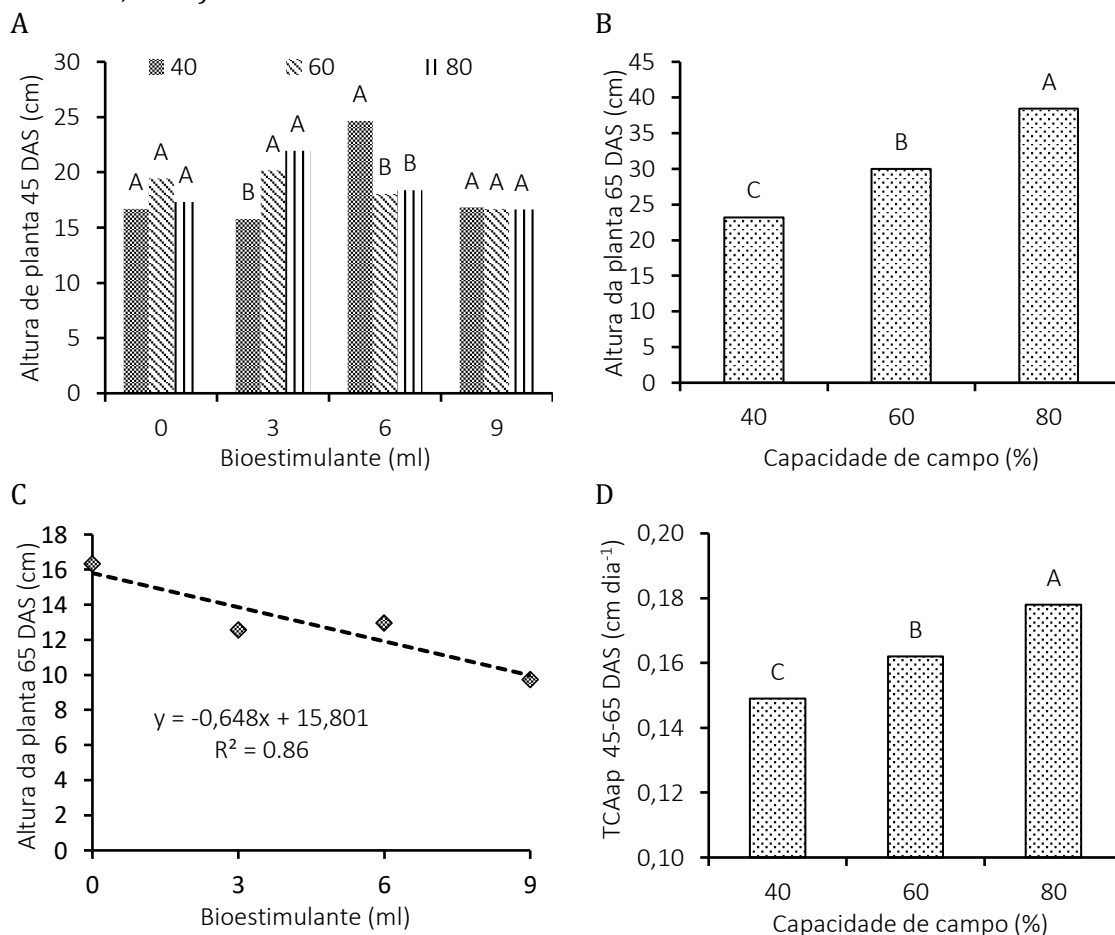 A
Altura de planta 45 DAS (cm)
30
25
20
15
10
5
0
40 60 80
A A A
B A A
A B B
A A A
0 3 6 9
Bioestimulante (ml)
B
Altura da planta 65 DAS (cm)
45
40
35
30
25
20
15
10
5
0
C B A
40 60 80
Capacidade de campo (%)
C
Altura da planta 65 DAS (cm)
18
16
14
12
10
8
6
4
2
0
y = -0,648x + 15,801
R² = 0.86
0 3 6 9
Bioestimulante (ml)
D
TCAap 45-65 DAS (cm dia⁻¹)
0,20
0,18
0,16
0,14
0,12
0,10
C B A
40 60 80
Capacidade de campo (%)